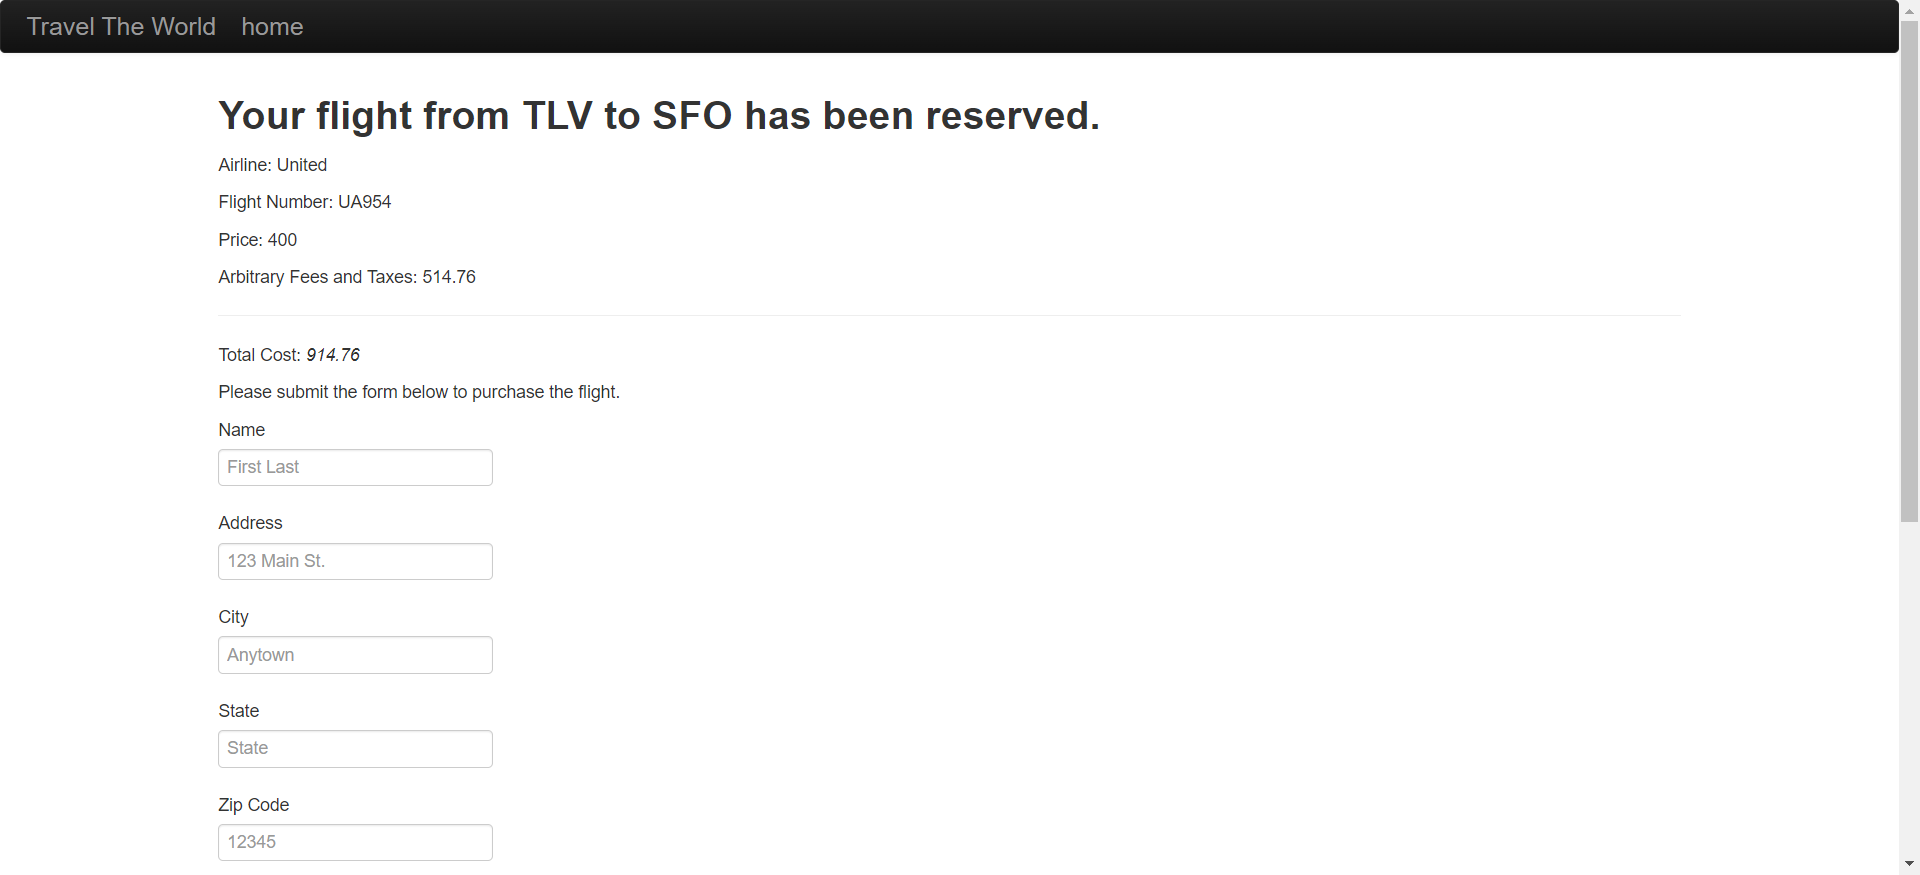 Travel The World home
Your flight from TLV to SFO has been reserved.
Airline: United
Flight Number: UA954
Price: 400
Arbitrary Fees and Taxes: 514.76
Total Cost: 914.76
Please submit the form below to purchase the flight.
Name
First Last
Address
123 Main St.
City
Anytown
State
State
Zip Code
12345